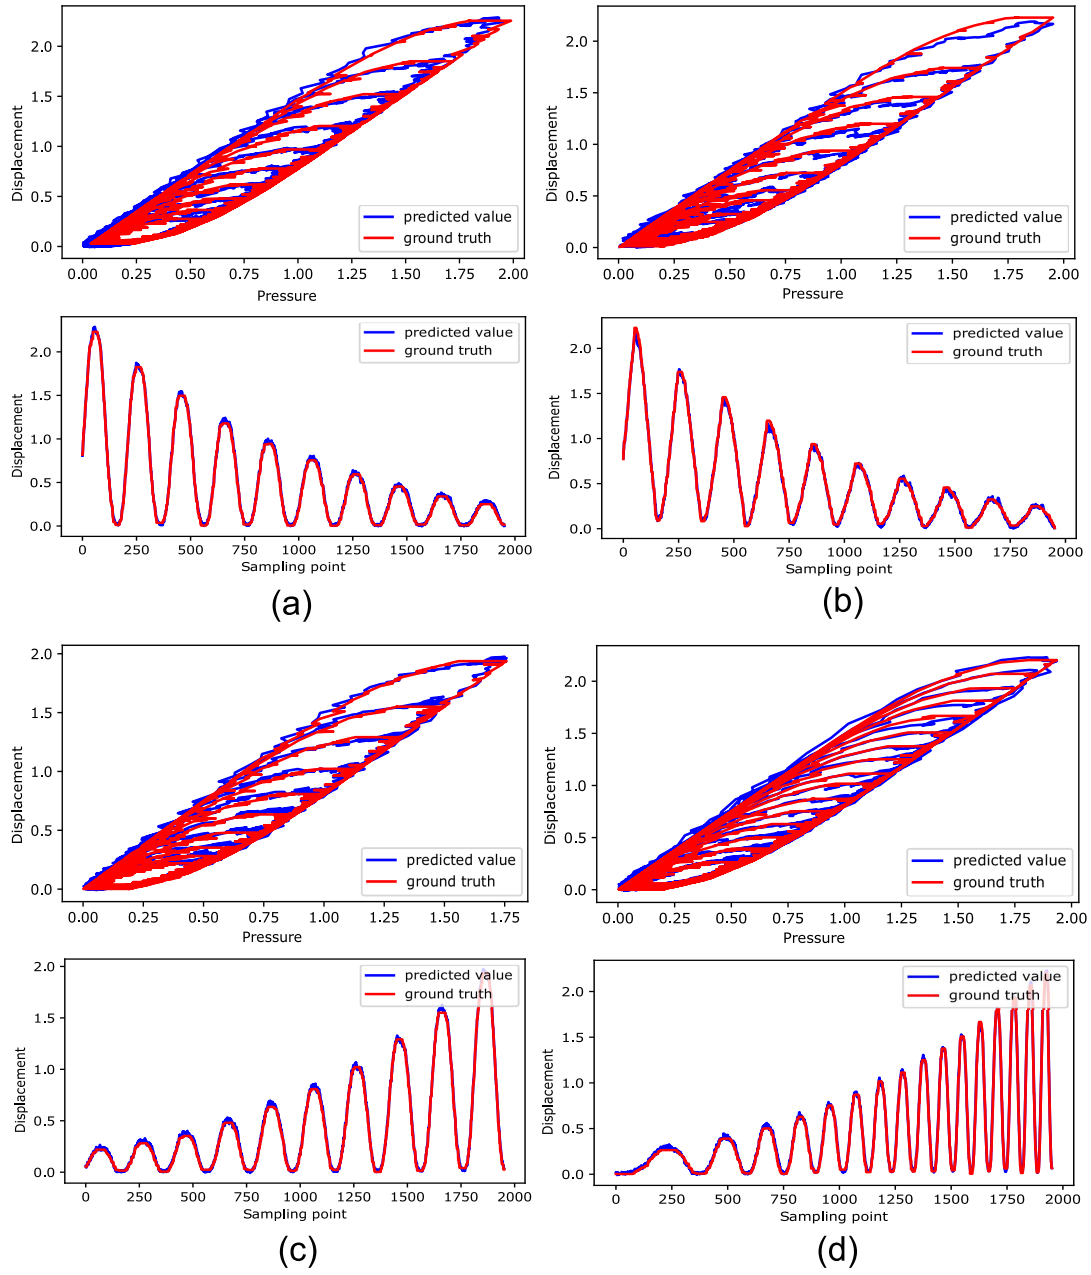 Displacement
2.0
1.5
1.0
0.5
0.0
predicted value
ground truth
0.00 0.25 0.50 0.75 1.00 1.25 1.50 1.75 2.00
Pressure
Displacement
2.0
1.5
1.0
0.5
0.0
predicted value
ground truth
0 250 500 750 1000 1250 1500 1750 2000
Sampling point
(a)
Displacement
2.0
1.5
1.0
0.5
0.0
predicted value
ground truth
0.00 0.25 0.50 0.75 1.00 1.25 1.50 1.75 2.00
Pressure
Displacement
2.0
1.5
1.0
0.5
0.0
predicted value
ground truth
0 250 500 750 1000 1250 1500 1750 2000
Sampling point
(b)
Displacement
2.0
1.5
1.0
0.5
0.0
predicted value
ground truth
0.00 0.25 0.50 0.75 1.00 1.25 1.50 1.75
Pressure
Displacement
2.0
1.5
1.0
0.5
0.0
predicted value
ground truth
0 250 500 750 1000 1250 1500 1750 2000
Sampling point
(c)
Displacement
2.0
1.5
1.0
0.5
0.0
predicted value
ground truth
0.00 0.25 0.50 0.75 1.00 1.25 1.50 1.75 2.00
Pressure
Displacement
2.0
1.5
1.0
0.5
0.0
predicted value
ground truth
0 250 500 750 1000 1250 1500 1750 2000
Sampling point
(d)